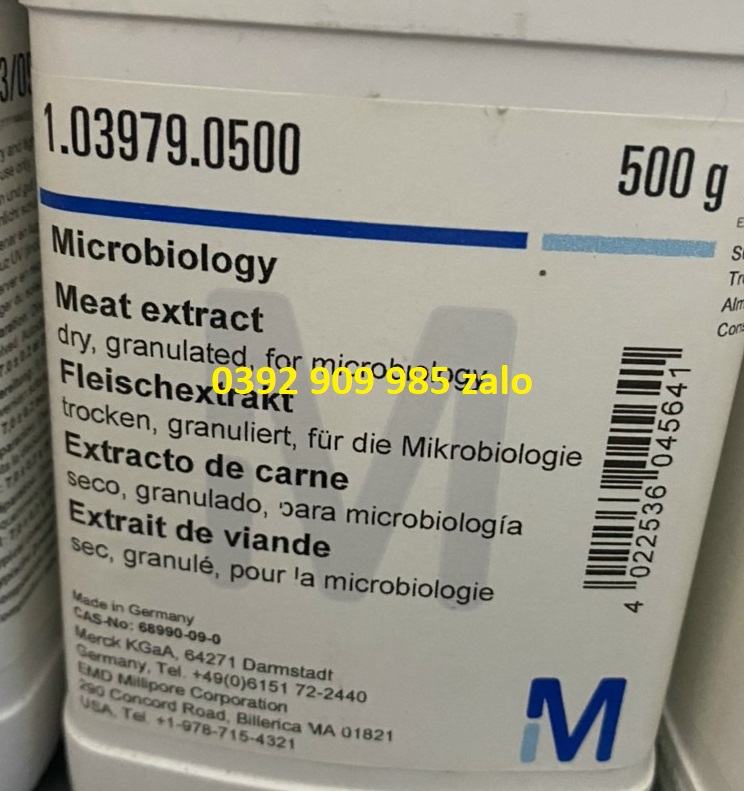 1.03979.0500
500 g
Microbiology
Meat extract
dry, granulated, for microbiology
0392 909 985 zalo
Fleischextrakt
trocken, granuliert, für die Mikrobiologie
Extracto de carne
seco, granulado, para microbiología
Extrait de viande
sec, granulé, pour la microbiologie
Made in Germany
CAS-No: 68990-09-0
Merck KGaA, 64271 Darmstadt
Germany, Tel. +49(0)6151 72-2440
EMD Millipore Corporation
290 Concord Road, Billerica MA 01821
USA, Tel. +1-978-715-4321
4 022536 045641
M